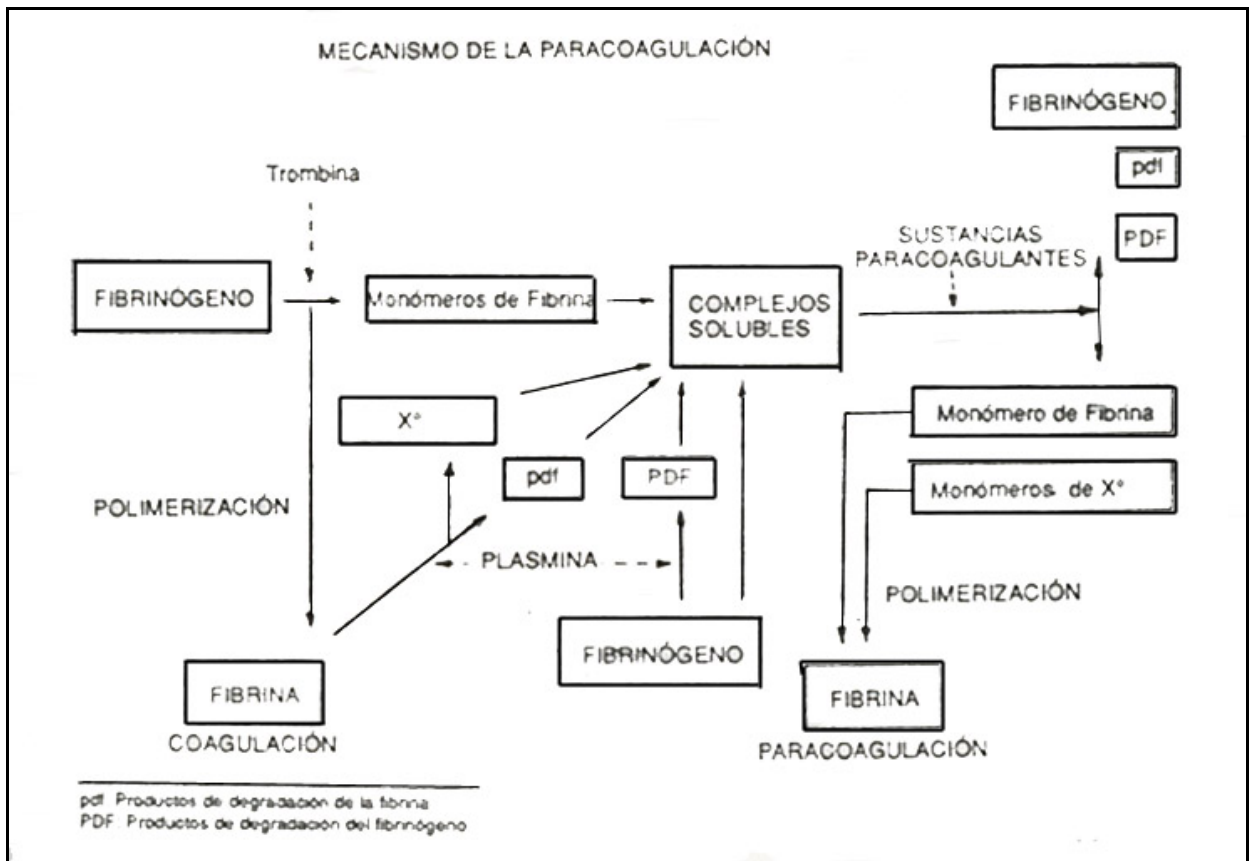 MECANISMO DE LA PARACOAGULACIÓN
FIBRINÓGENO
pdf
PDF
Trombina
SUSTANCIAS
PARACOAGULANTES
FIBRINÓGENO
Monómeros de Fibrina
COMPLEJOS
SOLUBLES
X°
pdf
PDF
Monómero de Fibrina
Monómeros de X°
POLIMERIZACIÓN
PLASMINA
POLIMERIZACIÓN
FIBRINÓGENO
FIBRINA
COAGULACIÓN
FIBRINA
PARACOAGULACIÓN
pdf: Productos de degradación de la fibrina
PDF: Productos de degradación del fibrinógeno